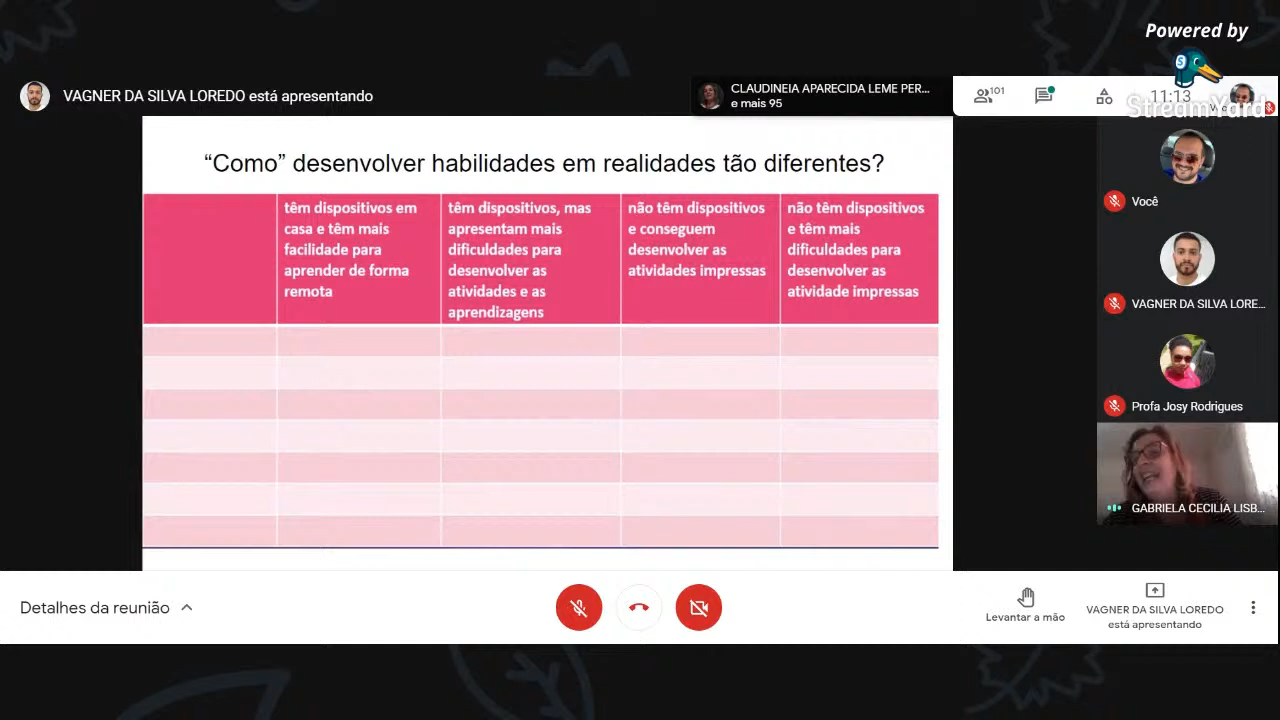 Powered by
StreamYard
VAGNER DA SILVA LOREDO está apresentando
CLAUDINEIA APARECIDA LEME PER...
e mais 95
101
11:13
“Como” desenvolver habilidades em realidades tão diferentes?
têm dispositivos em
casa e têm mais
facilidade para
aprender de forma
remota
têm dispositivos, mas
apresentam mais
dificuldades para
desenvolver as
atividades e as
aprendizagens
não têm dispositivos
e conseguem
desenvolver as
atividades impressas
não têm dispositivos
e têm mais
dificuldades para
desenvolver as
atividade impressas
Você
VAGNER DA SILVA LORE...
Profa Josy Rodrigues
GABRIELA CECILIA LISB...
Detalhes da reunião
Levantar a mão
VAGNER DA SILVA LOREDO
está apresentando